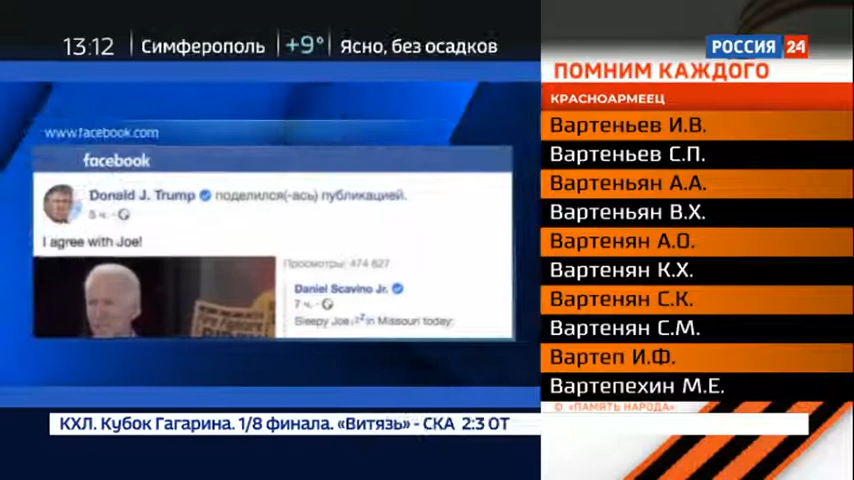 13:12 Симферополь +9° Ясно, без осадков
РОССИЯ 24
ПОМНИМ КАЖДОГО
КРАСНОАРМЕЕЦ
Вартеньев И.В.
Вартеньев С.П.
Вартеньян А.А.
Вартеньян В.Х.
Вартенян А.О.
Вартенян К.Х.
Вартенян С.К.
Вартенян С.М.
Вартеп И.Ф.
Вартепехин М.Е.
© «ПАМЯТЬ НАРОДА»
www.facebook.com
facebook
Donald J. Trump поделился(-ась) публикацией.
5 ч. ·
I agree with Joe!
Просмотры: 474 627
Daniel Scavino Jr.
7 ч. ·
Sleepy Joe zZ in Missouri today:
КХЛ. Кубок Гагарина. 1/8 финала. «Витязь» - СКА 2:3 ОТ